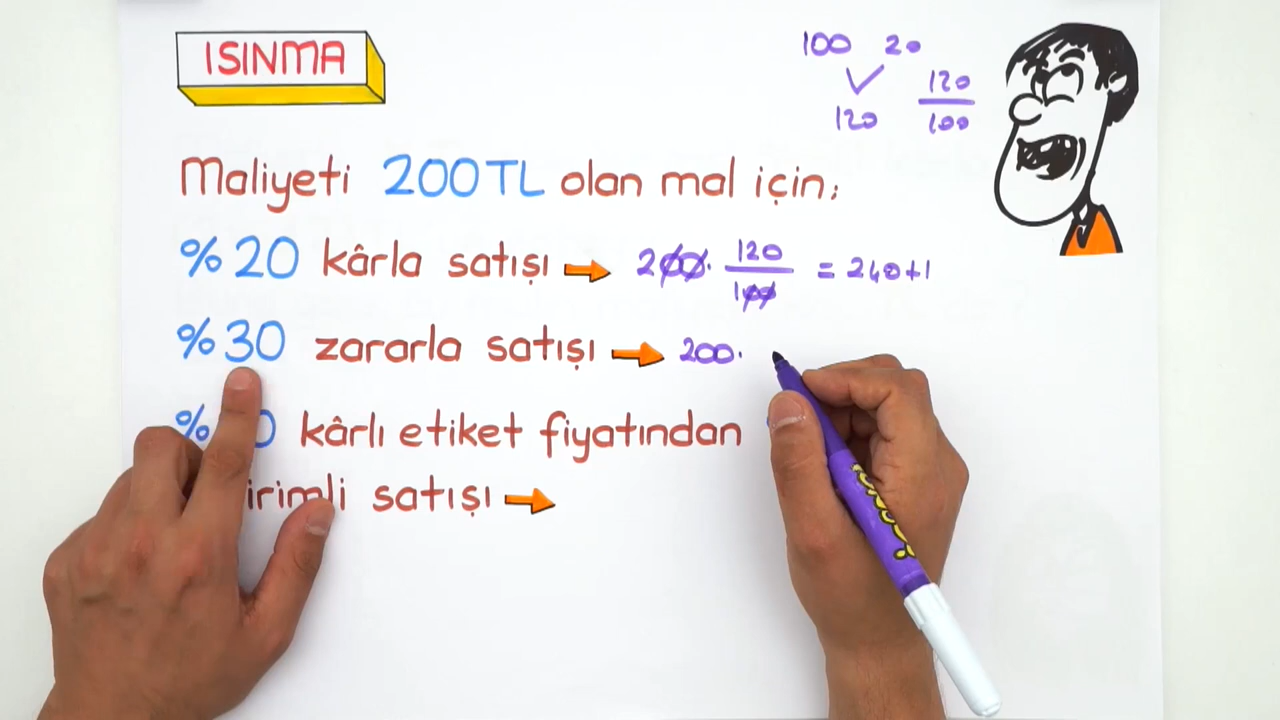 ISINMA
100 20
120
120
100
Maliyeti 200TL olan mal için;
%20 kârla satışı → 200. 120/100 = 240+1
%30 zararla satışı → 200.
kârlı etiket fiyatından
satışı →